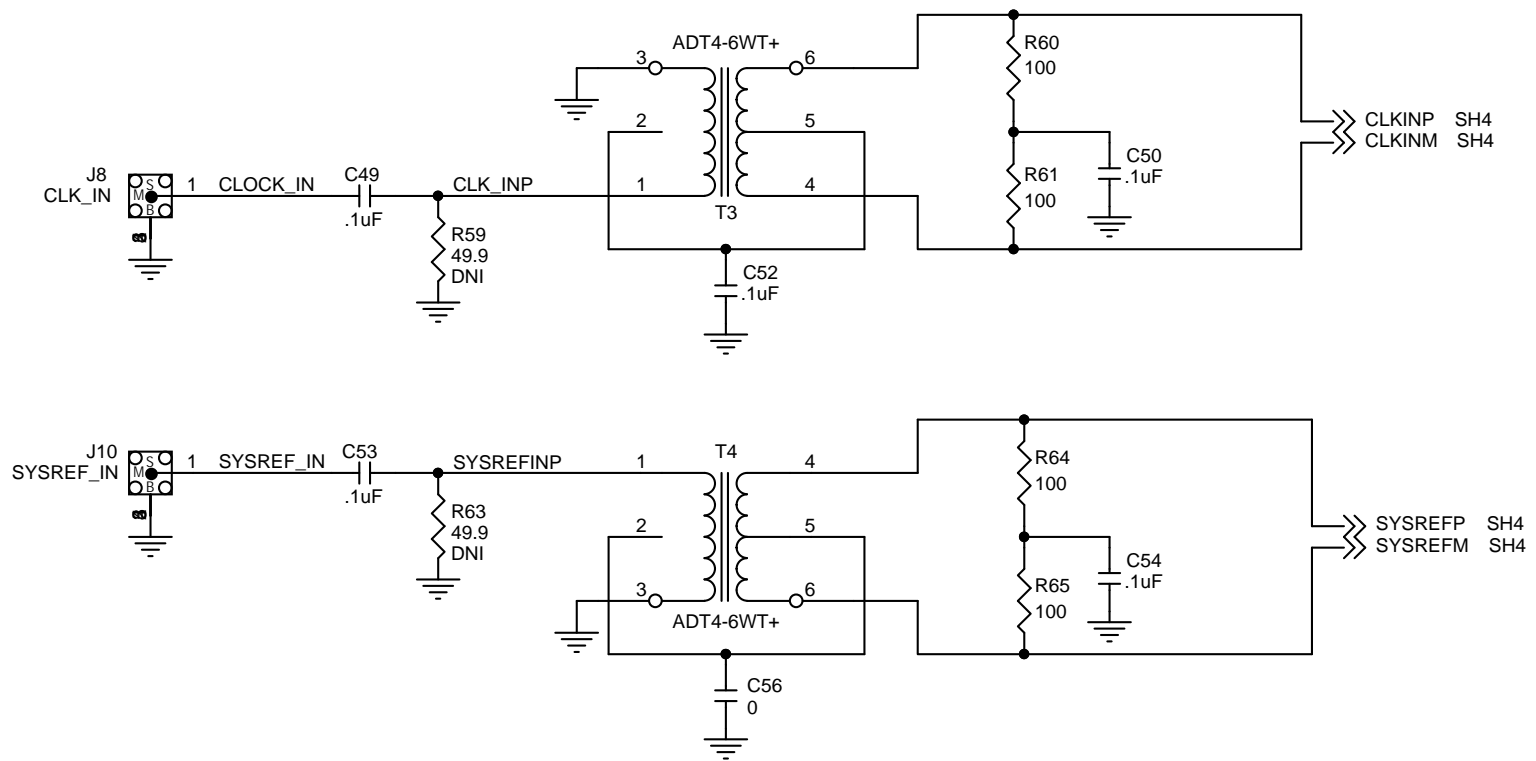 ADT4-6WT+
3
6
R60
100
2
5
CLKINP SH4
CLKINM SH4
J8
CLK_IN
S
M
B
1
CLOCK_IN
C49
.1uF
CLK_INP
1
4
T3
R61
100
C50
.1uF
R59
49.9
DNI
C52
.1uF
J10
SYSREF_IN
S
M
B
1
SYSREF_IN
C53
.1uF
SYSREFINP
1
T4
4
R64
100
R63
49.9
DNI
2
5
SYSREFP SH4
SYSREFM SH4
3
6
ADT4-6WT+
R65
100
C54
.1uF
C56
0